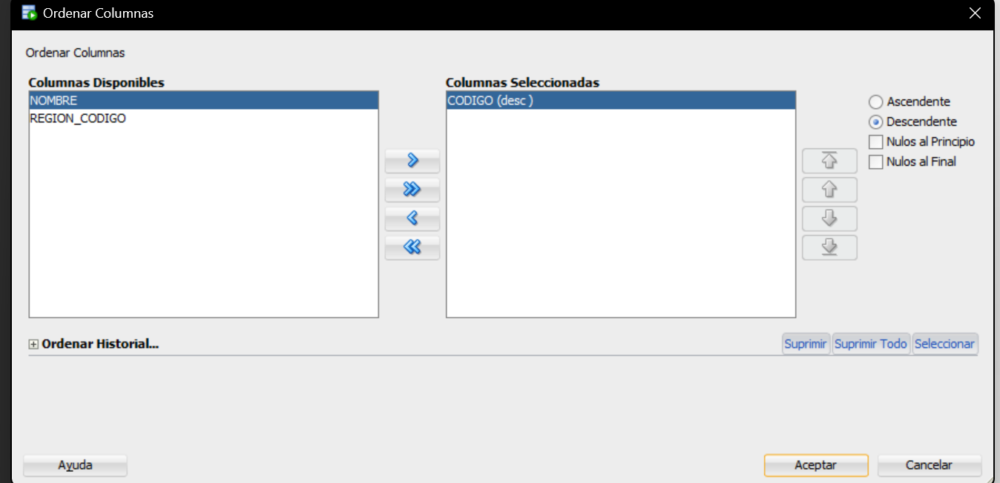 Ordenar Columnas
Ordenar Columnas
Columnas Disponibles
NOMBRE
REGION_CODIGO
Columnas Seleccionadas
CODIGO (desc )
Ascendente
Descendente
Nulos al Principio
Nulos al Final
Ordenar Historial...
Suprimir
Suprimir Todo
Seleccionar
Ayuda
Aceptar
Cancelar